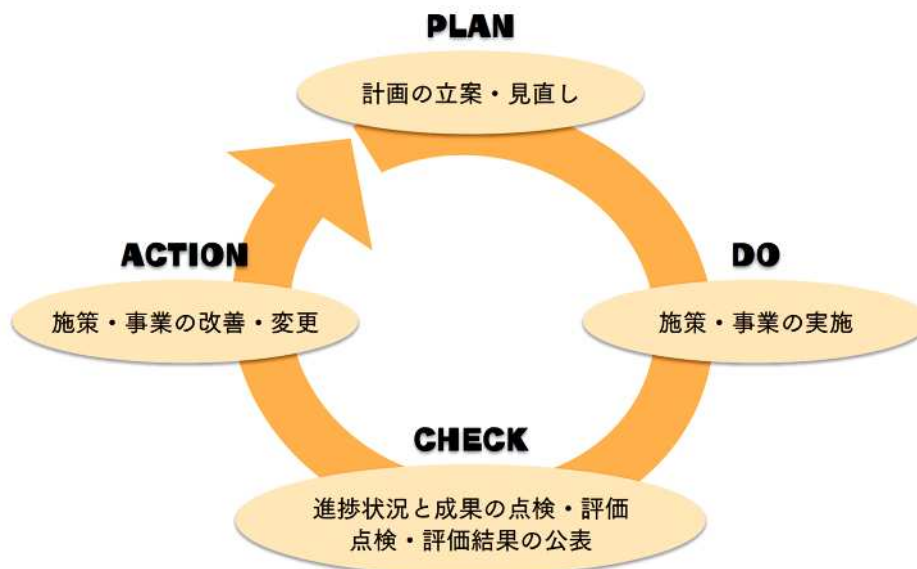 PLAN
計画の立案・見直し
ACTION
施策・事業の改善・変更
DO
施策・事業の実施
CHECK
進捗状況と成果の点検・評価
点検・評価結果の公表